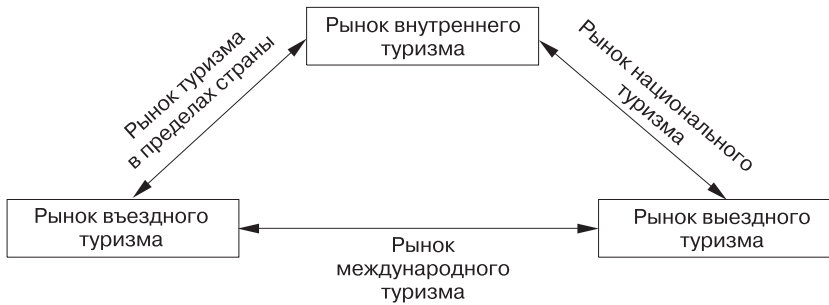 Рынок внутреннего
туризма
Рынок туризма
в пределах страны
Рынок национального
туризма
Рынок въездного
туризма
Рынок выездного
туризма
Рынок
международного
туризма